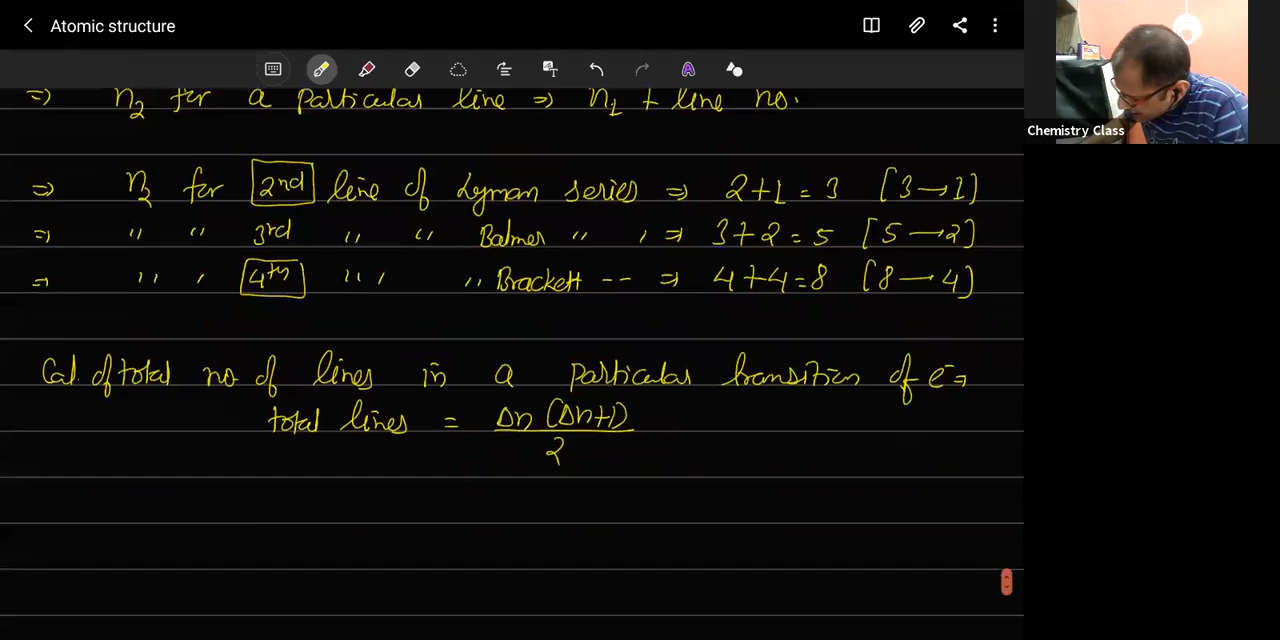 Atomic structure
⇒ n2 for a particular line ⇒ n1 + line no.
⇒ n2 for 2nd line of Lyman series ⇒ 2+1 = 3 [3→1]
⇒ " " 3rd " " Balmer " , ⇒ 3+2 = 5 [5→2]
⇒ " , 4th " , " Brackett -- ⇒ 4+4=8 [8→4]
Cal. of total no of lines in a particular transition of e⁻ ⇒
total lines = Δn (Δn+1) / 2
Chemistry Class